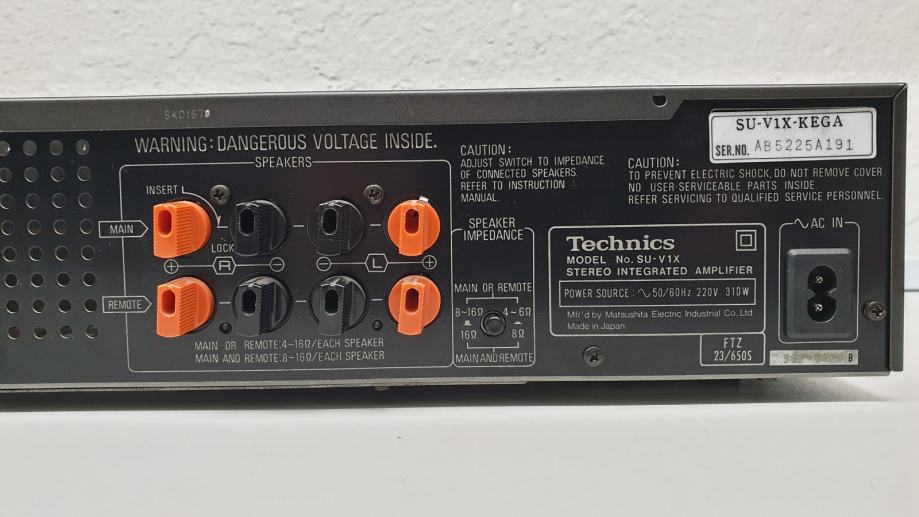 SKC1670
WARNING: DANGEROUS VOLTAGE INSIDE.
SPEAKERS
INSERT
MAIN
LOCK
⊕ R ⊖ ⊖ L ⊕
REMOTE
MAIN OR REMOTE:4~16Ω/EACH SPEAKER
MAIN AND REMOTE:8~16Ω/EACH SPEAKER
CAUTION:
ADJUST SWITCH TO IMPEDANCE
OF CONNECTED SPEAKERS.
REFER TO INSTRUCTION
MANUAL.
SPEAKER
IMPEDANCE
MAIN OR REMOTE
8~16Ω 4~6Ω
16Ω 8Ω
MAIN AND REMOTE
SU-V1X-KEGA
SER.NO. AB5225A191
CAUTION:
TO PREVENT ELECTRIC SHOCK, DO NOT REMOVE COVER.
NO USER-SERVICEABLE PARTS INSIDE.
REFER SERVICING TO QUALIFIED SERVICE PERSONNEL.
Technics
MODEL No. SU-V1X
STEREO INTEGRATED AMPLIFIER
POWER SOURCE: ∿50/60Hz 220V 310W
Mfr'd by Matsushita Electric Industrial Co. Ltd.
Made in Japan
∿AC IN
FTZ
23/650S
B